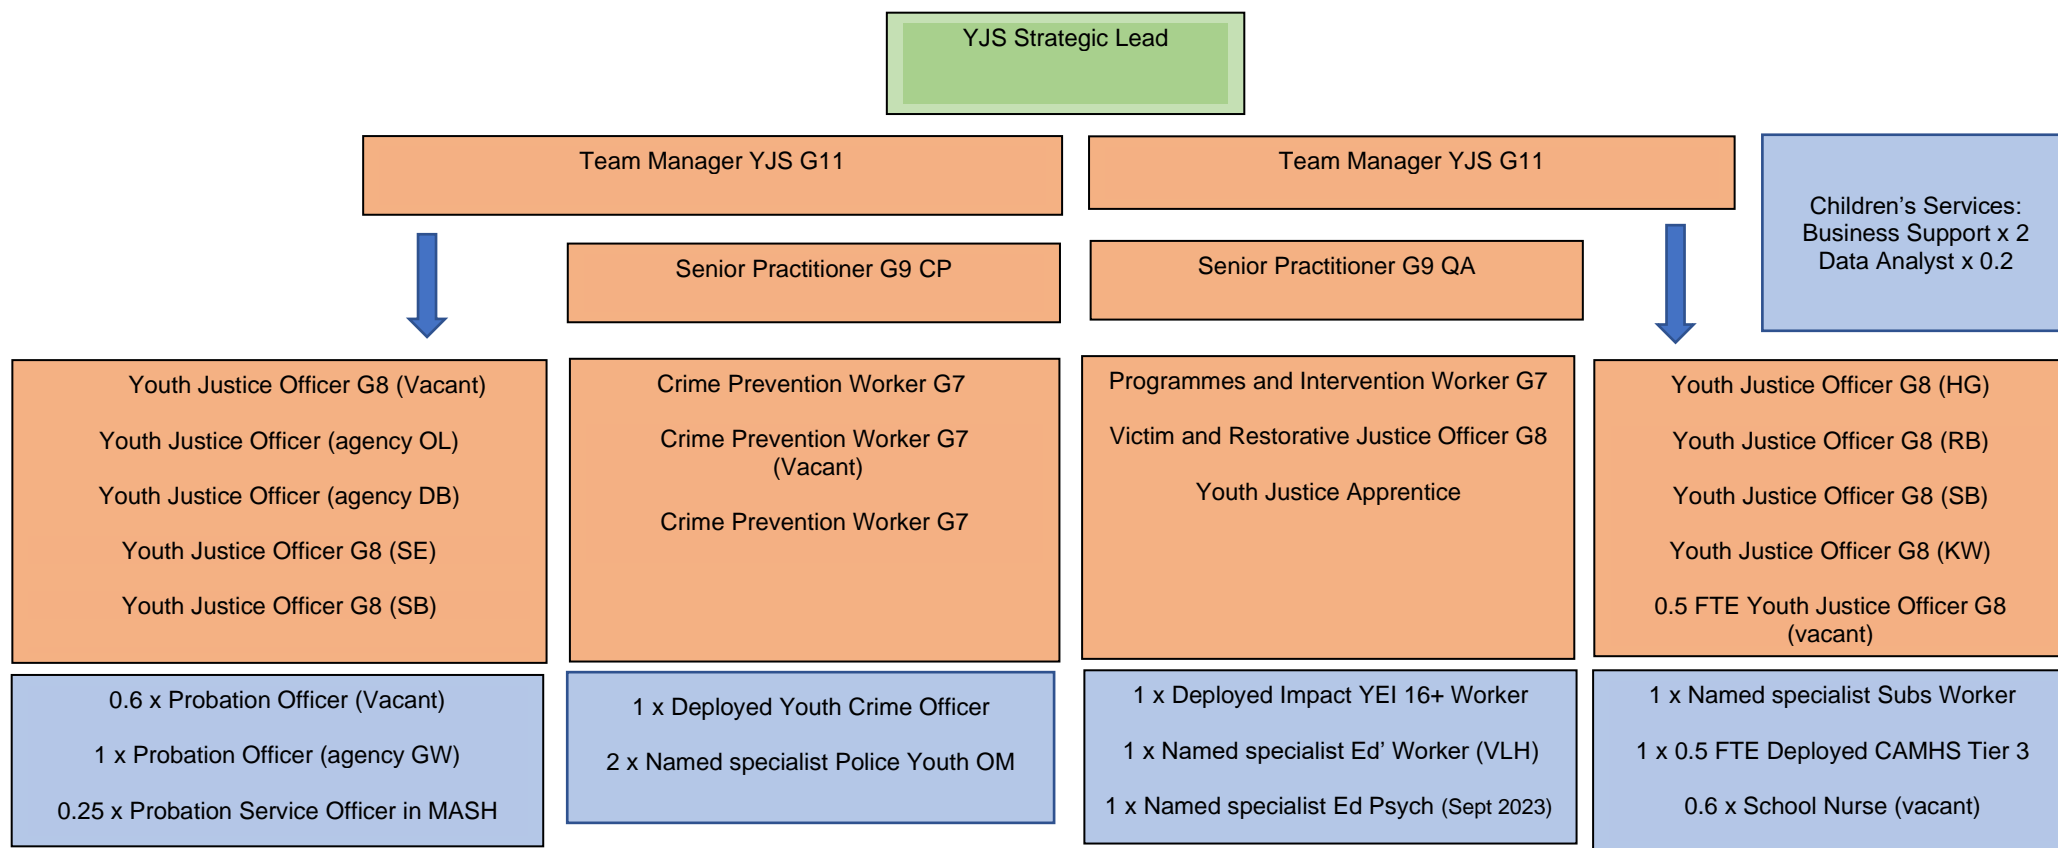 YJS Strategic Lead
Team Manager YJS G11
Team Manager YJS G11
Children’s Services:
Business Support x 2
Data Analyst x 0.2
Senior Practitioner G9 CP
Senior Practitioner G9 QA
Youth Justice Officer G8 (Vacant)
Youth Justice Officer (agency OL)
Youth Justice Officer (agency DB)
Youth Justice Officer G8 (SE)
Youth Justice Officer G8 (SB)
Crime Prevention Worker G7
Crime Prevention Worker G7
(Vacant)
Crime Prevention Worker G7
Programmes and Intervention Worker G7
Victim and Restorative Justice Officer G8
Youth Justice Apprentice
Youth Justice Officer G8 (HG)
Youth Justice Officer G8 (RB)
Youth Justice Officer G8 (SB)
Youth Justice Officer G8 (KW)
0.5 FTE Youth Justice Officer G8
(vacant)
0.6 x Probation Officer (Vacant)
1 x Probation Officer (agency GW)
0.25 x Probation Service Officer in MASH
1 x Deployed Youth Crime Officer
2 x Named specialist Police Youth OM
1 x Deployed Impact YEI 16+ Worker
1 x Named specialist Ed’ Worker (VLH)
1 x Named specialist Ed Psych (Sept 2023)
1 x Named specialist Subs Worker
1 x 0.5 FTE Deployed CAMHS Tier 3
0.6 x School Nurse (vacant)